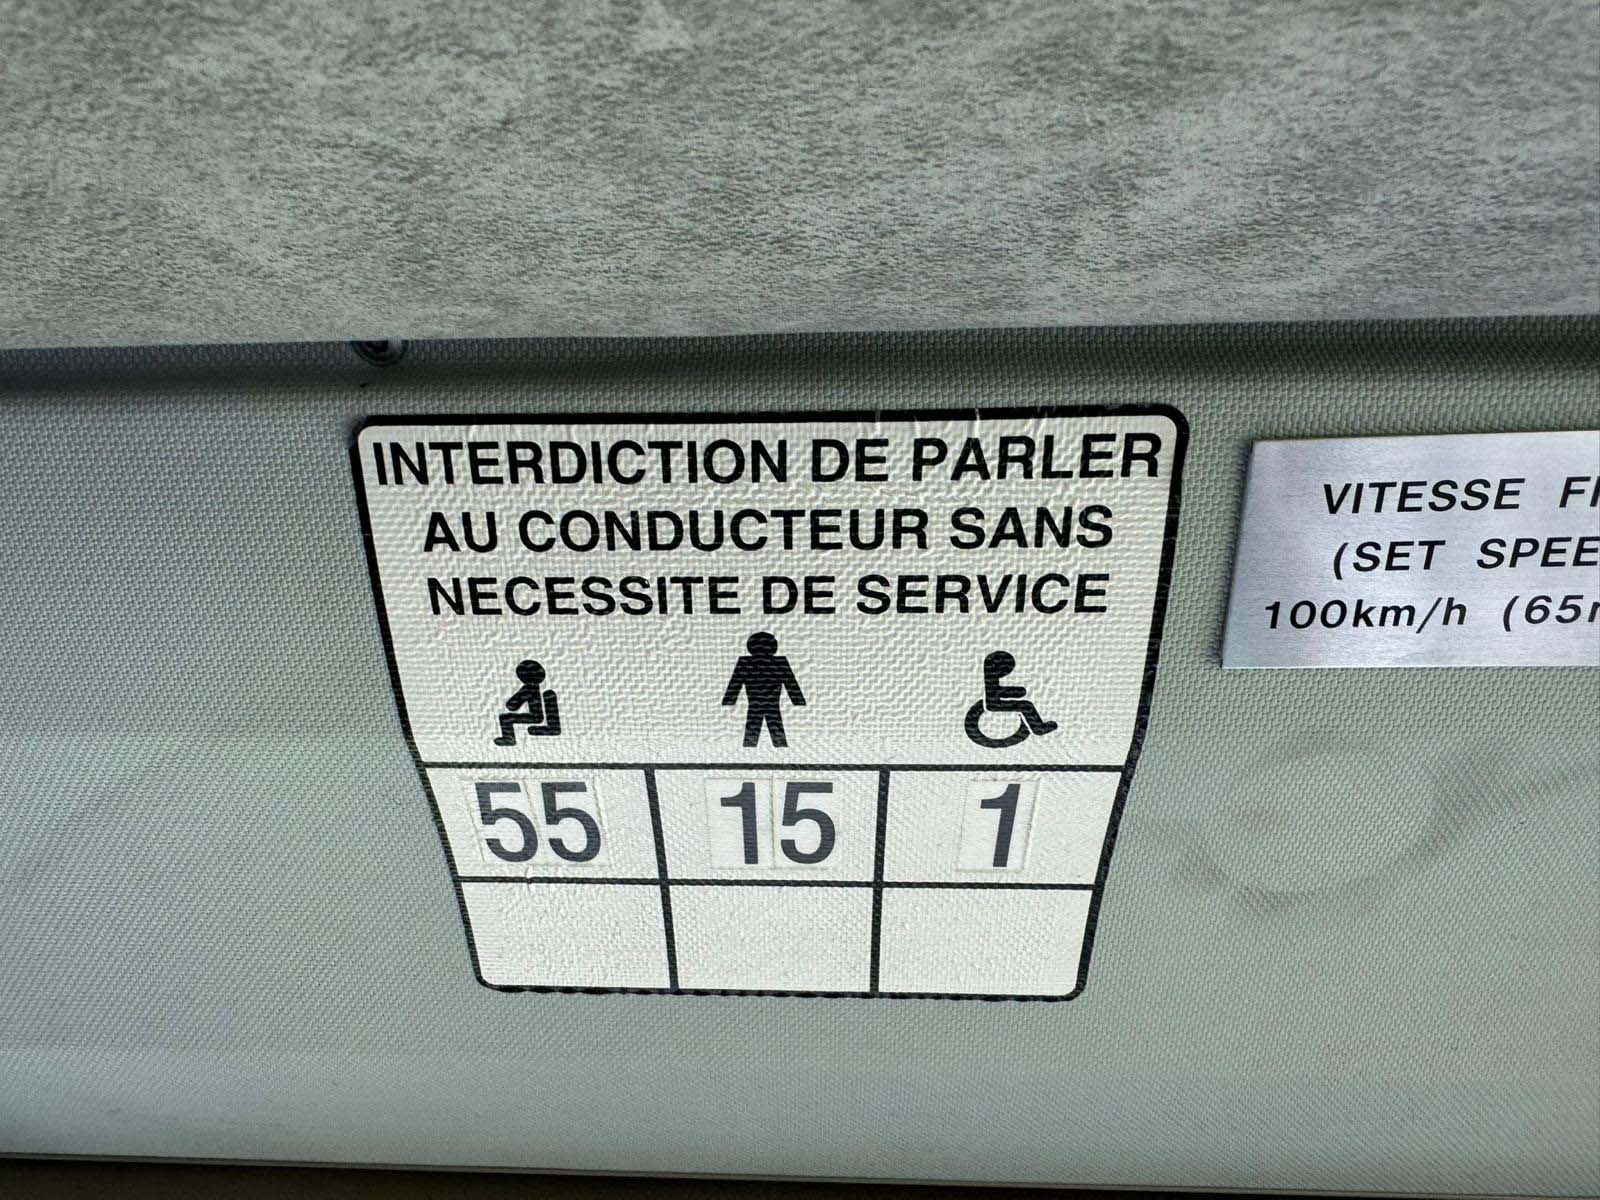 INTERDICTION DE PARLER
AU CONDUCTEUR SANS
NECESSITE DE SERVICE
55 15 1
VITESSE
(SET
100km/h